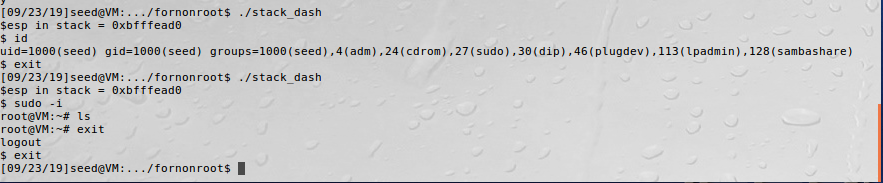 y
[09/23/19]seed@VM:.../fornonroot$ ./stack_dash
$esp in stack = 0xbfffead0
$ id
uid=1000(seed) gid=1000(seed) groups=1000(seed),4(adm),24(cdrom),27(sudo),30(dip),46(plugdev),113(lpadmin),128(sambashare)
$ exit
[09/23/19]seed@VM:.../fornonroot$ ./stack_dash
$esp in stack = 0xbfffead0
$ sudo -i
root@VM:~# ls
root@VM:~# exit
logout
$ exit
[09/23/19]seed@VM:.../fornonroot$